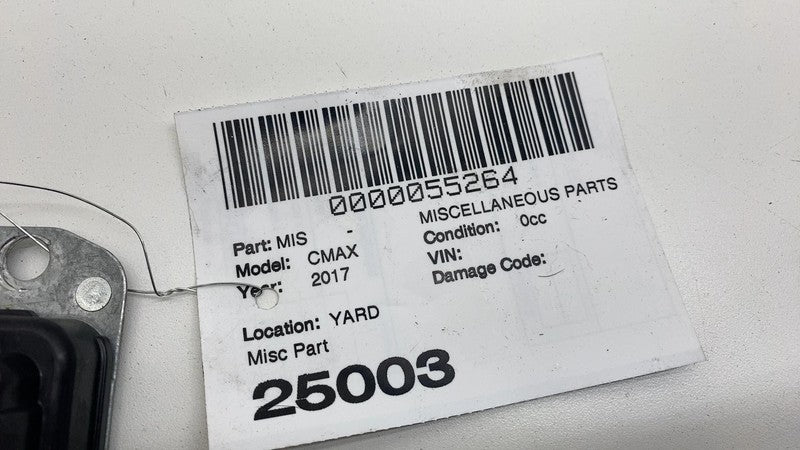 0000055264
Part: MIS - MISCELLANEOUS PARTS
Model: CMAX Condition: 0cc
Year: 2017 VIN:
Damage Code:
Location: YARD
Misc Part
25003